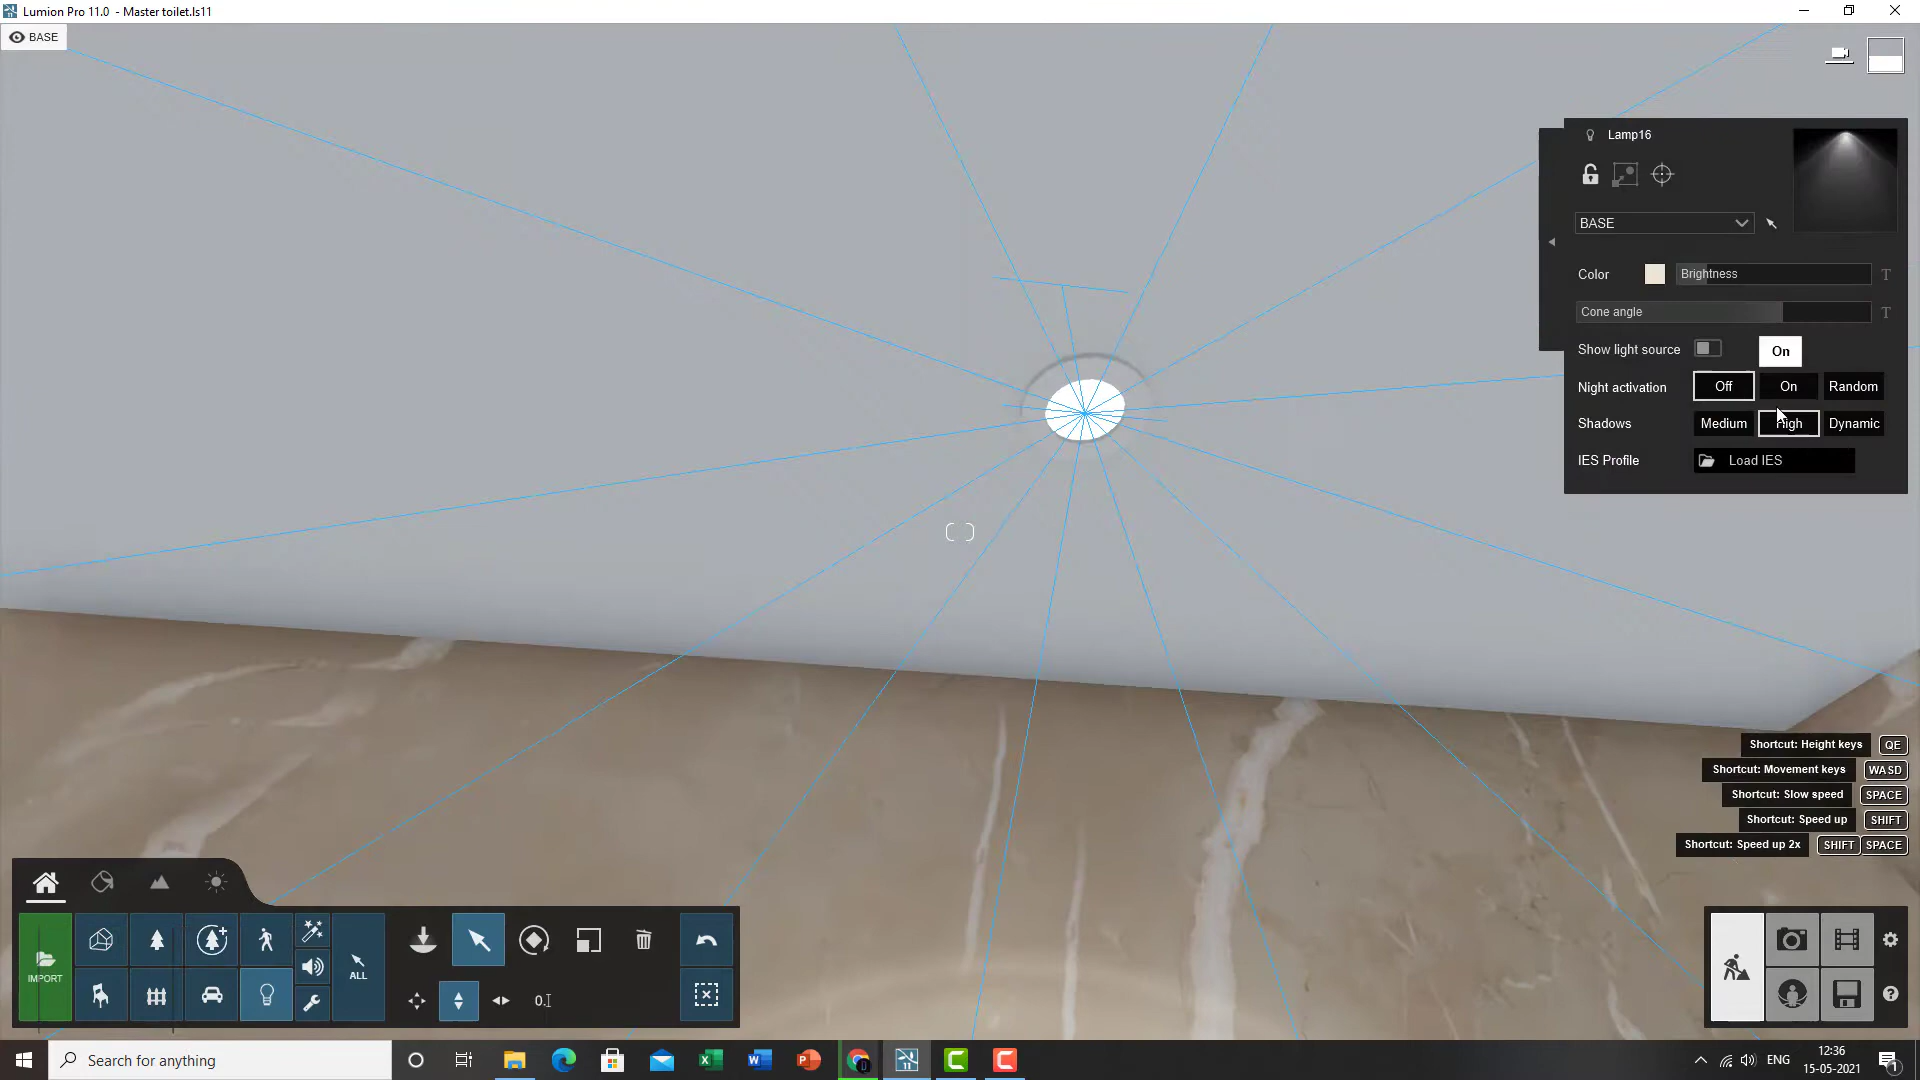 Lumion Pro 11.0 - Master toilet.ls11
BASE
Lamp16
BASE
Color
Brightness
T
Cone angle
T
Show light source
On
Night activation
Off
On
Random
Shadows
Medium
High
Dynamic
IES Profile
Load IES
Shortcut: Height keys QE
Shortcut: Movement keys WASD
Shortcut: Slow speed SPACE
Shortcut: Speed up SHIFT
Shortcut: Speed up 2x SHIFT SPACE
IMPORT
ALL
0.
Search for anything
ENG
12:36
15-05-2021
1